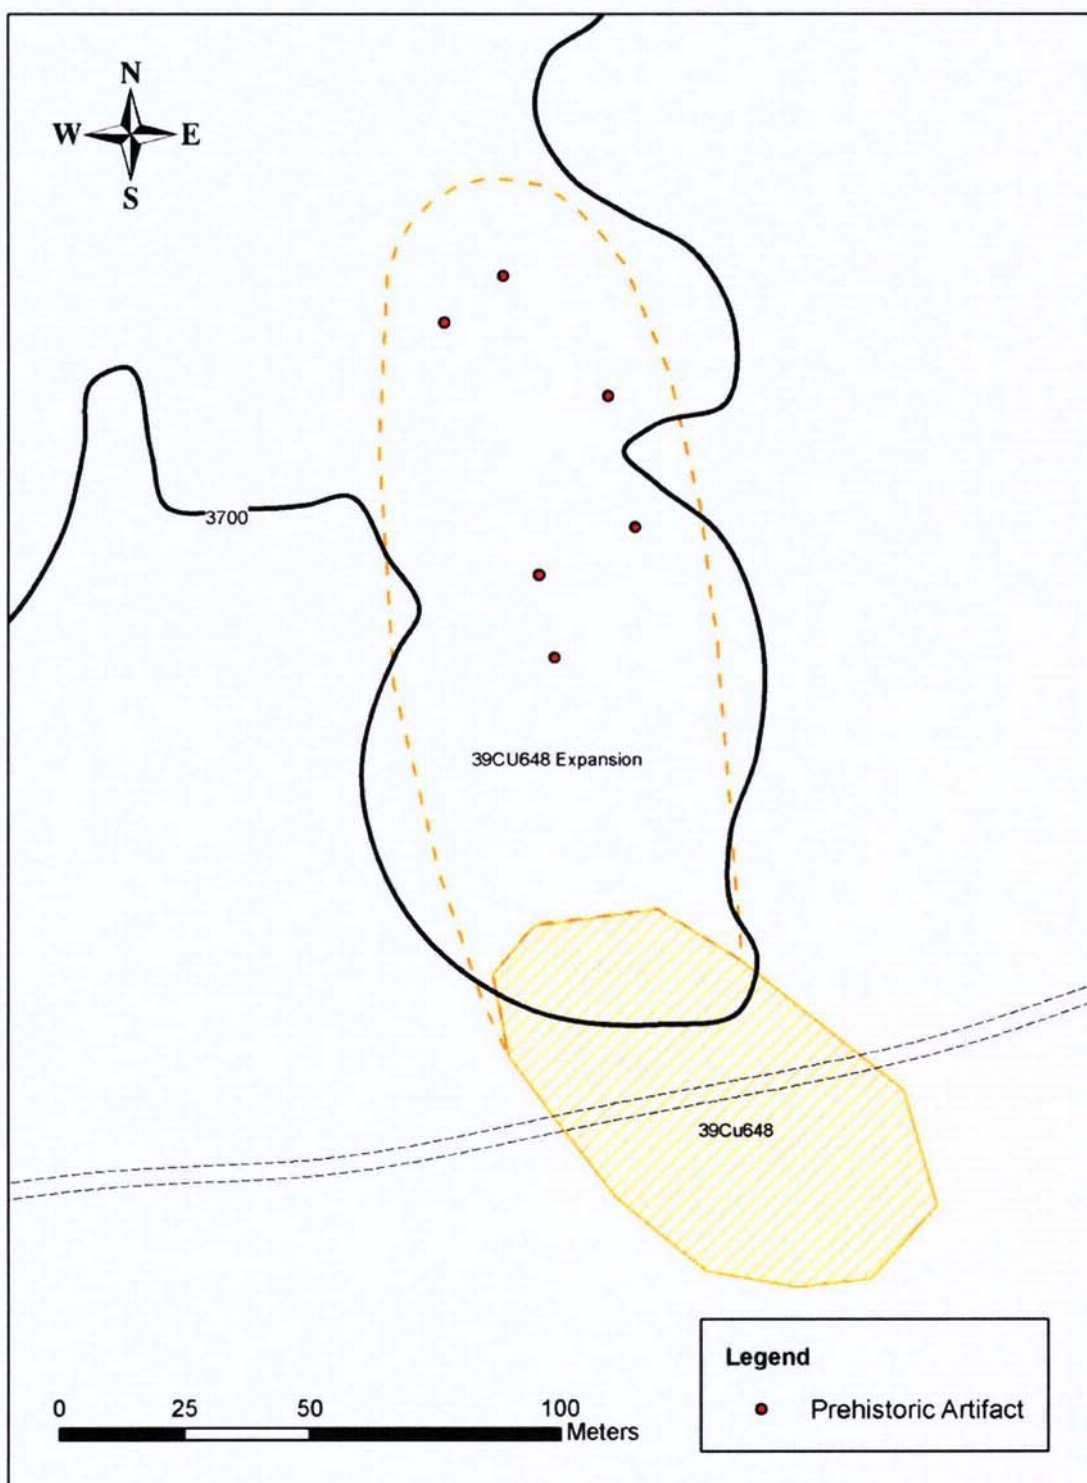 N
W E
S
3700
39CU648 Expansion
39Cu648
Legend
Prehistoric Artifact
0 25 50 100
Meters